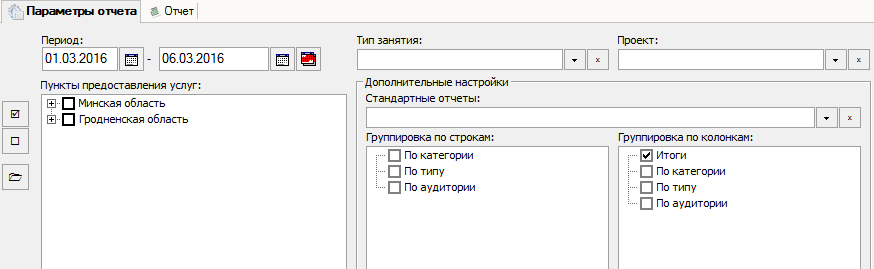 Параметры отчета
Отчет
Период:
01.03.2016 - 06.03.2016
Тип занятия:
x
Проект:
x
Пункты предоставления услуг:
Минская область
Гродненская область
Дополнительные настройки
Стандартные отчеты:
x
Группировка по строкам:
По категории
По типу
По аудитории
Группировка по колонкам:
Итоги
По категории
По типу
По аудитории